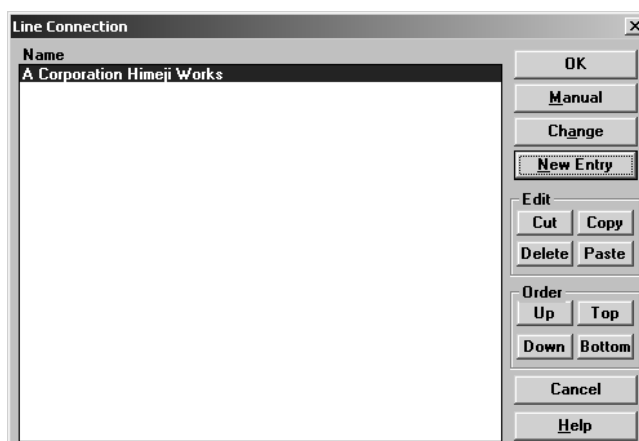 Line Connection
Name
A Corporation Himeji Works
OK
Manual
Change
New Entry
Edit
Cut Copy
Delete Paste
Order
Up Top
Down Bottom
Cancel
Help